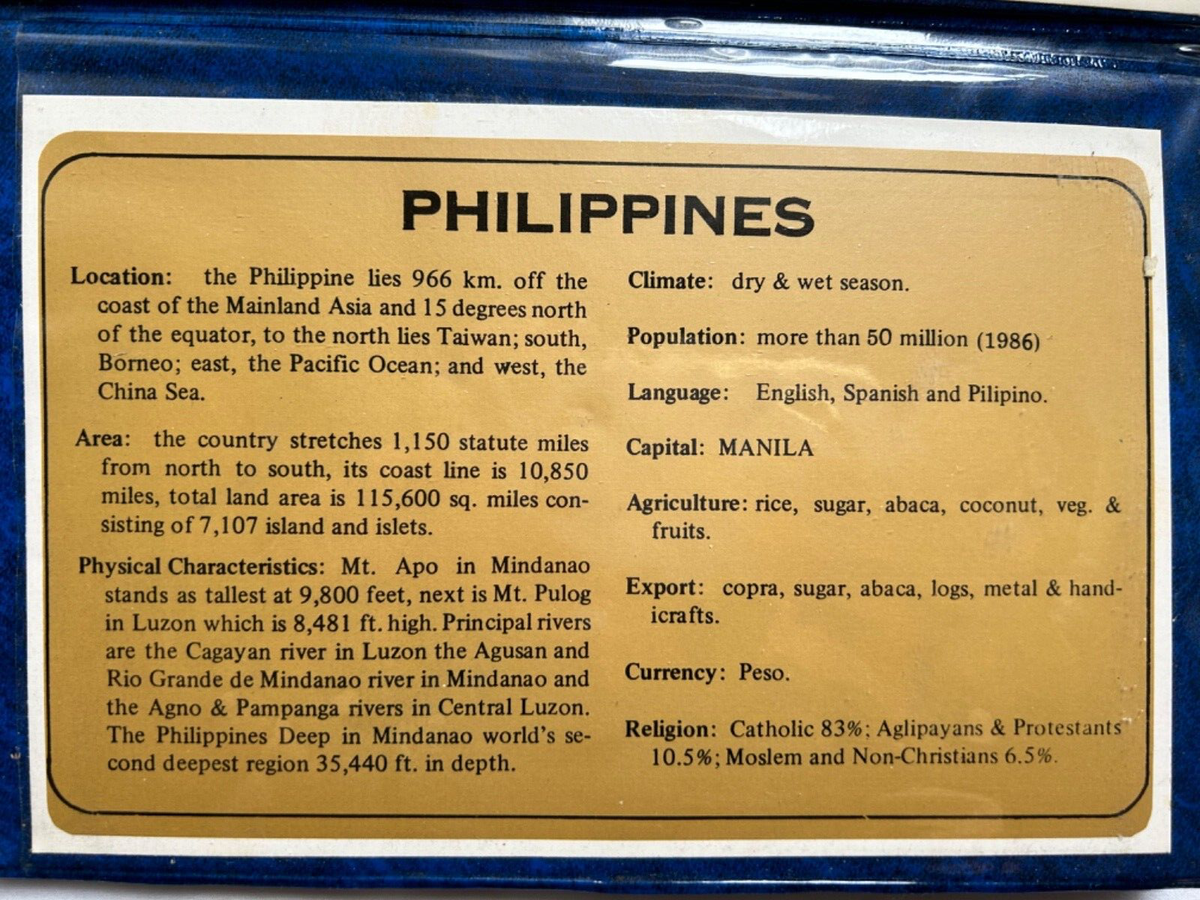 PHILIPPINES
Location: the Philippine lies 966 km. off the
coast of the Mainland Asia and 15 degrees north
of the equator, to the north lies Taiwan; south,
Borneo; east, the Pacific Ocean; and west, the
China Sea.
Area: the country stretches 1,150 statute miles
from north to south, its coast line is 10,850
miles, total land area is 115,600 sq. miles con-
sisting of 7,107 island and islets.
Physical Characteristics: Mt. Apo in Mindanao
stands as tallest at 9,800 feet, next is Mt. Pulog
in Luzon which is 8,481 ft. high. Principal rivers
are the Cagayan river in Luzon the Agusan and
Rio Grande de Mindanao river in Mindanao and
the Agno & Pampanga rivers in Central Luzon.
The Philippines Deep in Mindanao world's se-
cond deepest region 35,440 ft. in depth.
Climate: dry & wet season.
Population: more than 50 million (1986)
Language: English, Spanish and Pilipino.
Capital: MANILA
Agriculture: rice, sugar, abaca, coconut, veg. &
fruits.
Export: copra, sugar, abaca, logs, metal & hand-
icrafts.
Currency: Peso.
Religion: Catholic 83%; Aglipayans & Protestants
10.5%; Moslem and Non-Christians 6.5%.